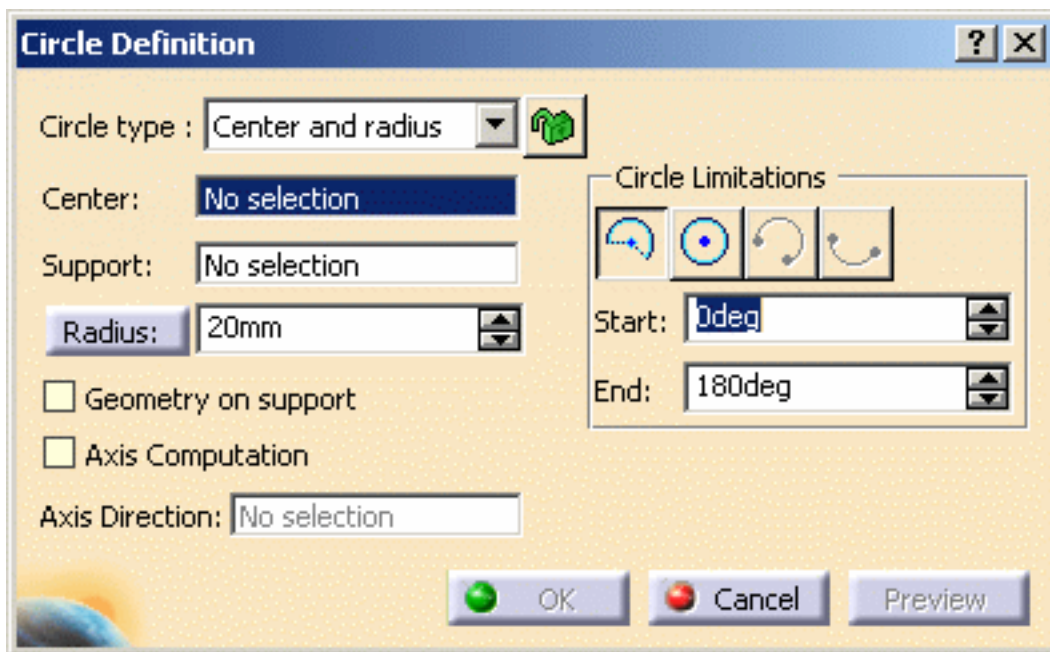 Circle Definition
Circle type : Center and radius
Center: No selection
Support: No selection
Radius: 20mm
Geometry on support
Axis Computation
Axis Direction: No selection
Circle Limitations
Start: 0deg
End: 180deg
OK Cancel Preview